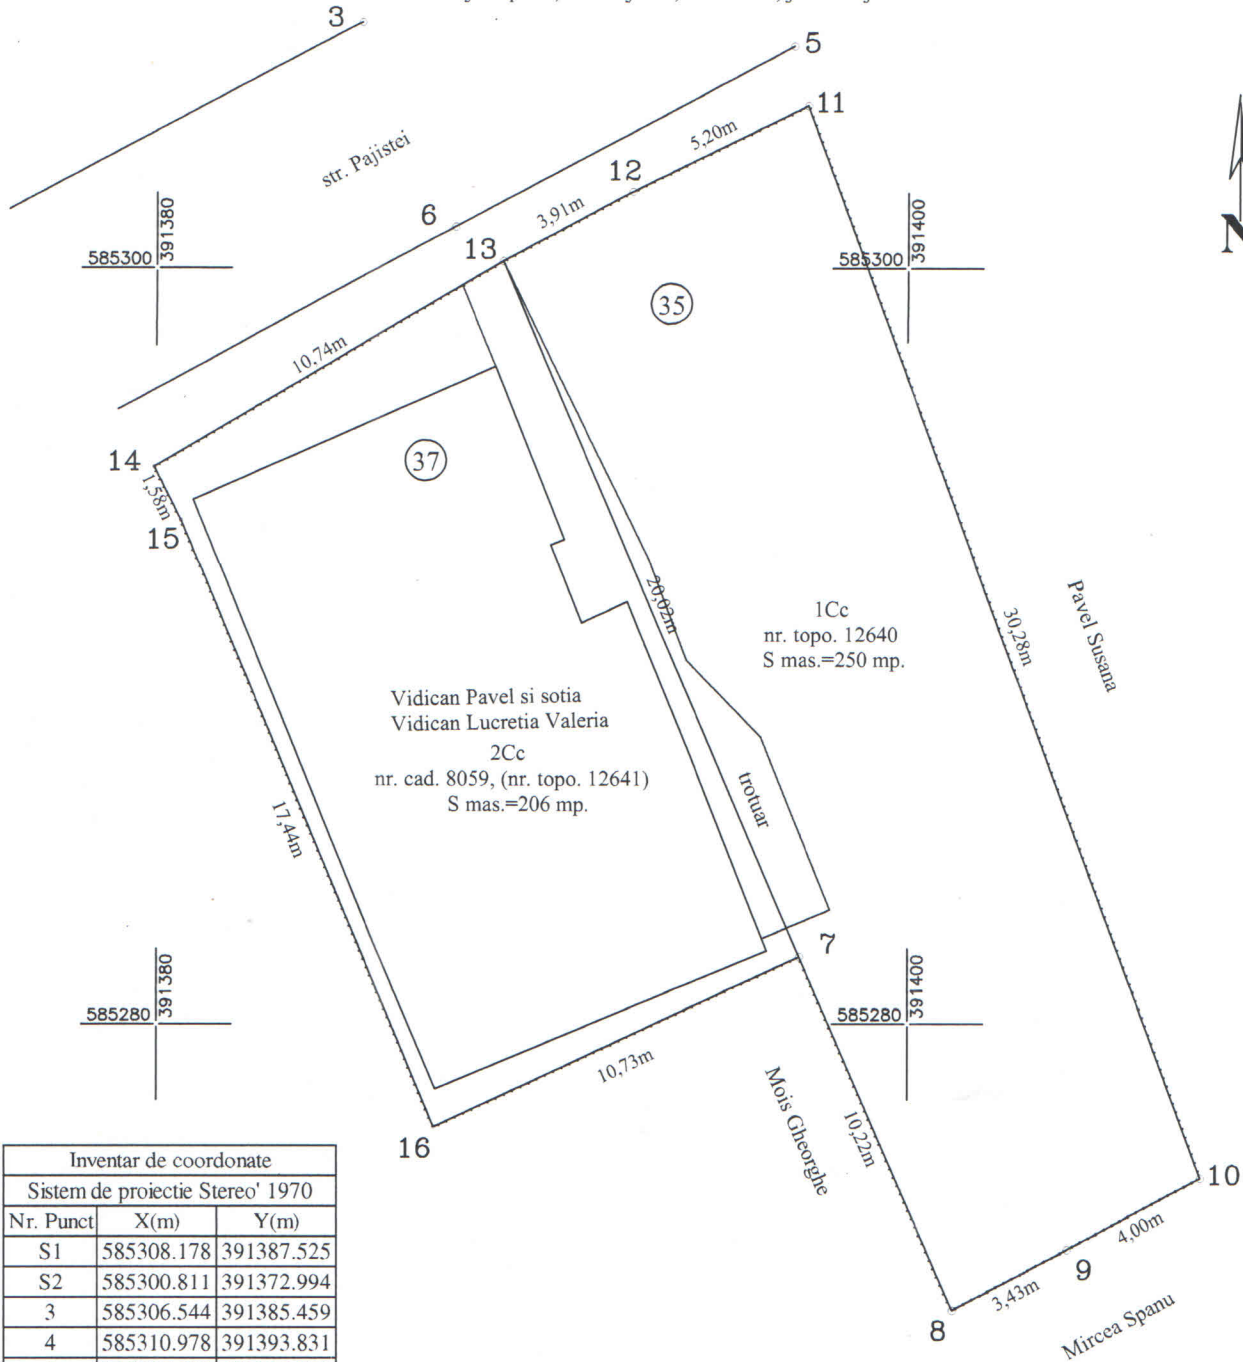 3
5
11
5,20m
str. Pajistei
12
3,91m
6
13
585300
391380
585300
391400
N
35
10,74m
14
37
1,58m
15
20,02m
1Cc
nr. topo. 12640
S mas.=250 mp.
30,28m
Pavel Susana
Vidican Pavel si sotia
Vidican Lucretia Valeria
2Cc
nr. cad. 8059, (nr. topo. 12641)
S mas.=206 mp.
trotuar
17,44m
7
585280
391380
585280
391400
10,73m
Mois Gheorghe
10,22m
16
10
4,00m
9
3,43m
8
Mircea Spanu
Inventar de coordonate
Sistem de proiectie Stereo' 1970
Nr. Punct X(m) Y(m)
S1 585308.178 391387.525
S2 585300.811 391372.994
3 585306.544 391385.459
4 585310.978 391393.831